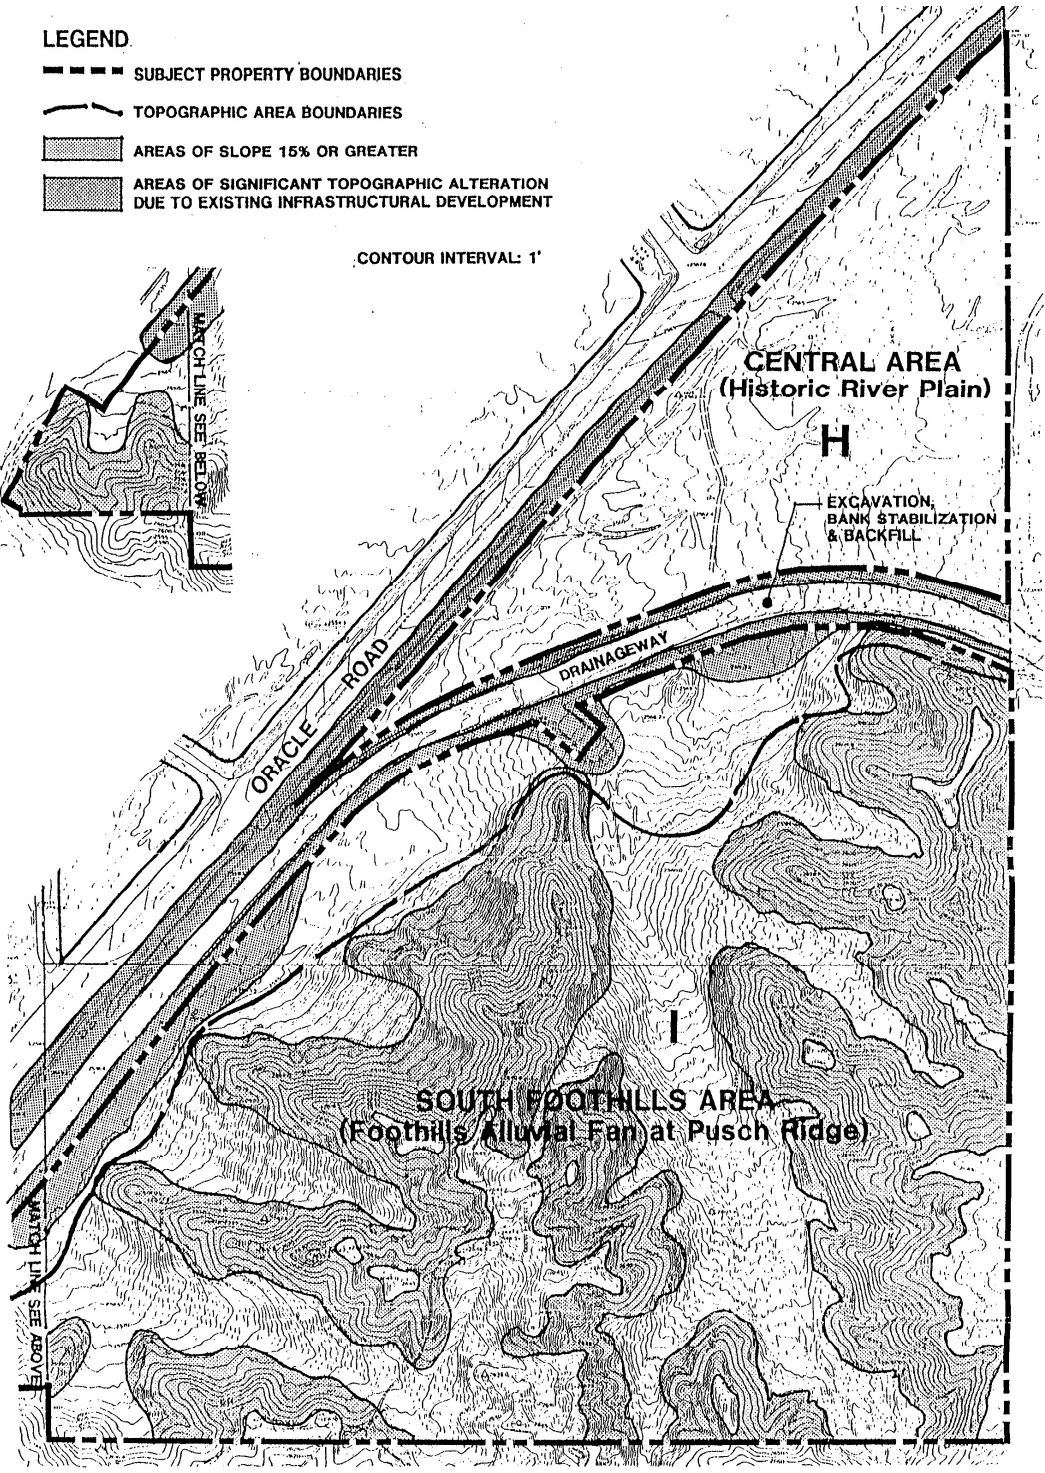 LEGEND
SUBJECT PROPERTY BOUNDARIES
TOPOGRAPHIC AREA BOUNDARIES
AREAS OF SLOPE 15% OR GREATER
AREAS OF SIGNIFICANT TOPOGRAPHIC ALTERATION
DUE TO EXISTING INFRASTRUCTURAL DEVELOPMENT
CONTOUR INTERVAL: 1'
MATCH LINE SEE BELOW
CENTRAL AREA
(Historic River Plain)
H
EXCAVATION,
BANK STABILIZATION
& BACKFILL
DRAINAGEWAY
ORACLE ROAD
I
SOUTH FOOTHILLS AREA
(Foothills Alluvial Fan at Pusch Ridge)
MATCH LINE SEE ABOVE